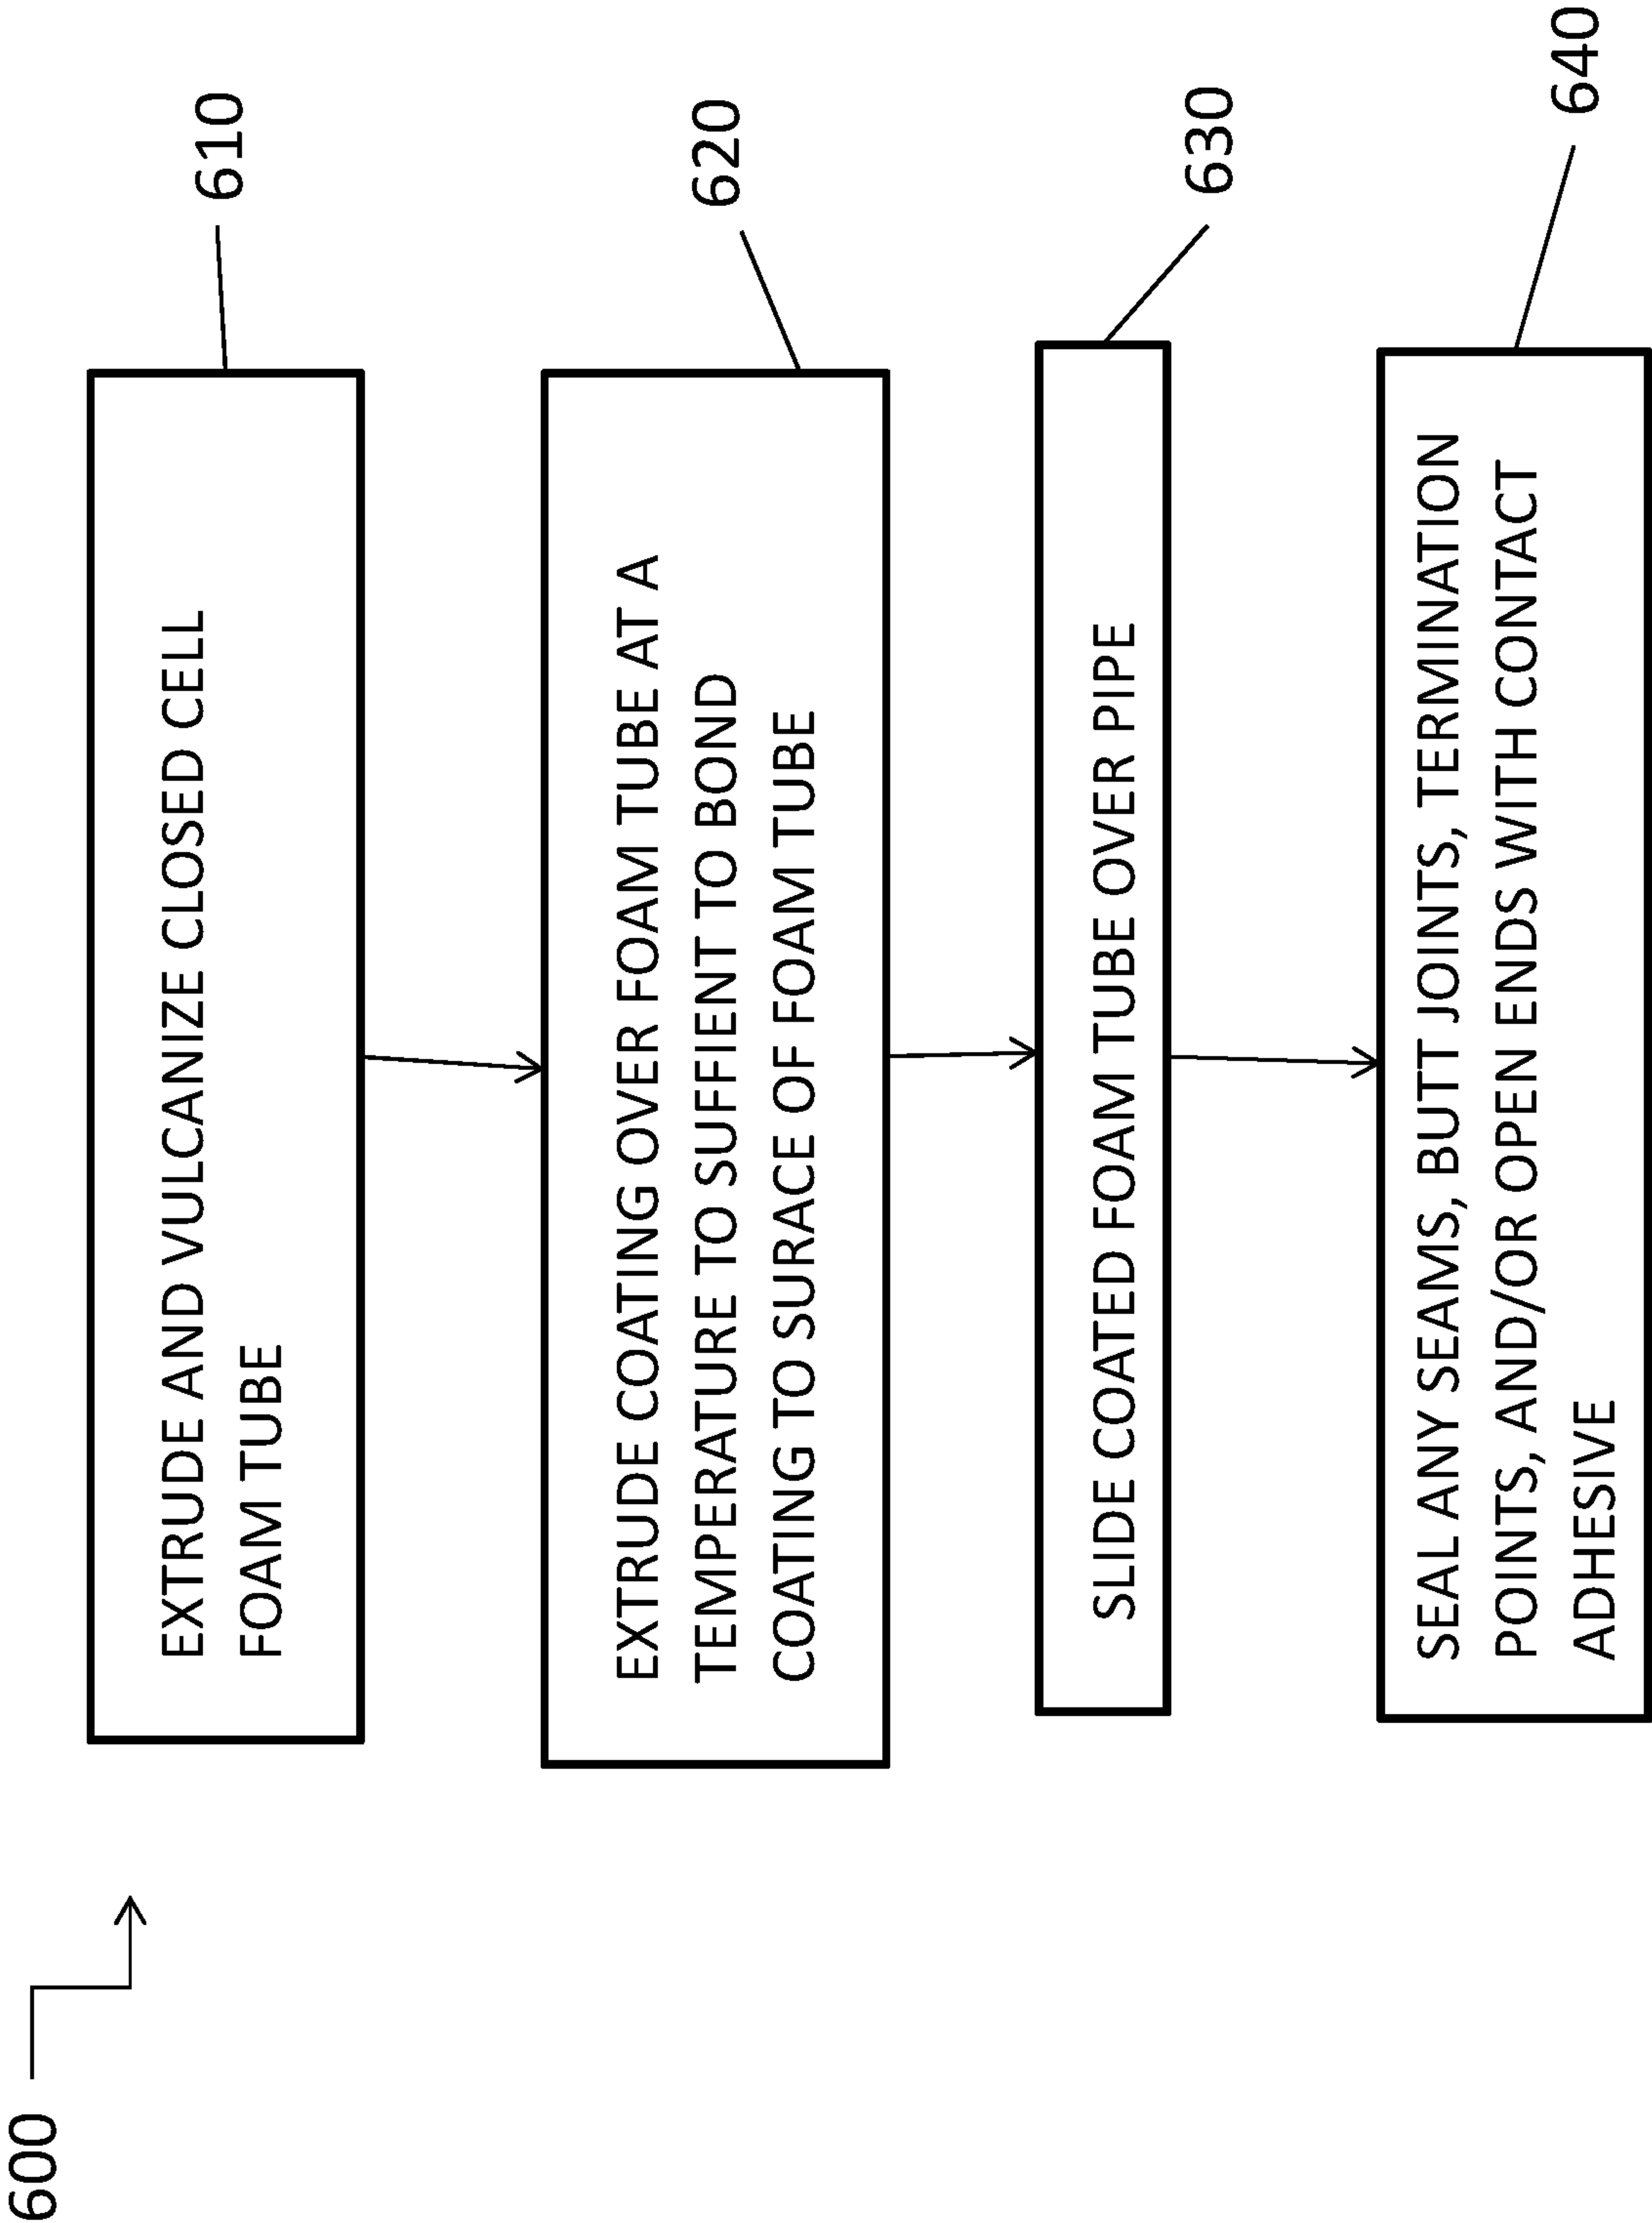 600
EXTRUDE AND VULCANIZE CLOSED CELL
FOAM TUBE
610
EXTRUDE COATING OVER FOAM TUBE AT A
TEMPERATURE TO SUFFIENT TO BOND
COATING TO SURACE OF FOAM TUBE
620
SLIDE COATED FOAM TUBE OVER PIPE
630
SEAL ANY SEAMS, BUTT JOINTS, TERMINATION
POINTS, AND/OR OPEN ENDS WITH CONTACT
ADHESIVE
640